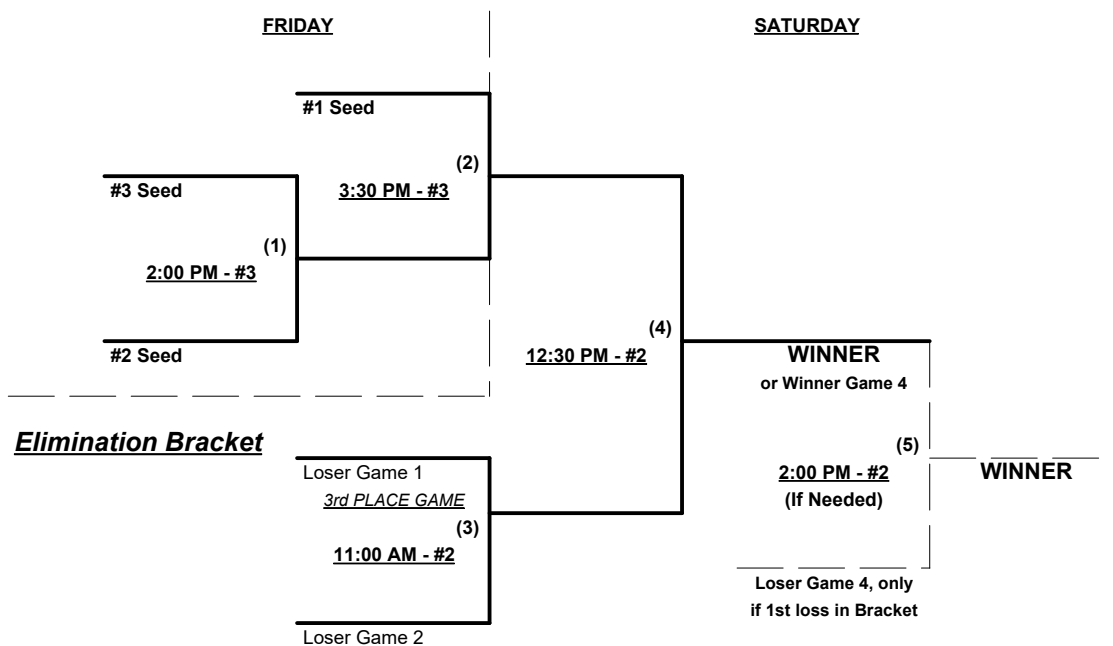 FRIDAY
SATURDAY
#1 Seed
(2)
3:30 PM - #3
#3 Seed
(1)
2:00 PM - #3
#2 Seed
(4)
12:30 PM - #2
WINNER
or Winner Game 4
Elimination Bracket
(5)
2:00 PM - #2
(If Needed)
WINNER
Loser Game 1
3rd PLACE GAME
(3)
11:00 AM - #2
Loser Game 4, only
if 1st loss in Bracket
Loser Game 2